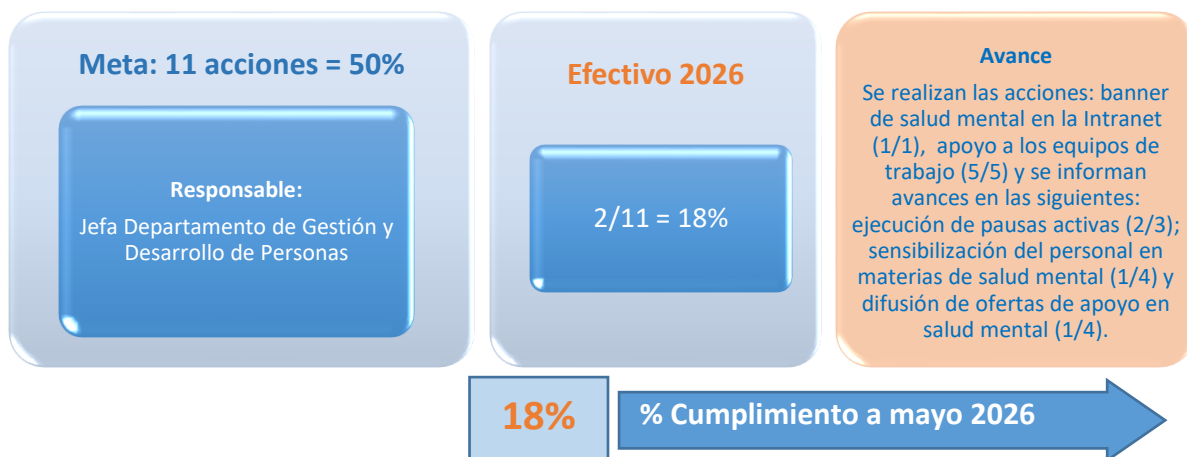 Meta: 11 acciones = 50%
Responsable:
Jefa Departamento de Gestión y
Desarrollo de Personas
Efectivo 2026
2/11 = 18%
Avance
Se realizan las acciones: banner
de salud mental en la Intranet
(1/1), apoyo a los equipos de
trabajo (5/5) y se informan
avances en las siguientes:
ejecución de pausas activas (2/3);
sensibilización del personal en
materias de salud mental (1/4) y
difusión de ofertas de apoyo en
salud mental (1/4).
18%
% Cumplimiento a mayo 2026